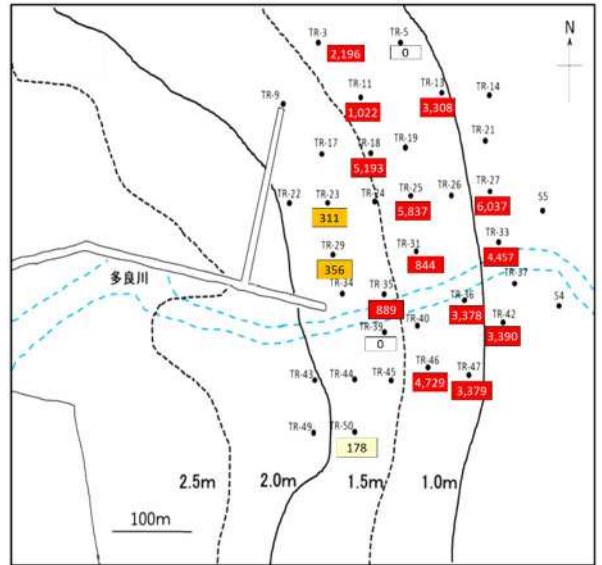 TR-3
TR-5
N
2,196
0
TR-9
TR-11
TR-13
TR-14
1,022
3,308
TR-17
TR-18
TR-19
TR-21
5,193
TR-22
TR-23
TR-24
TR-25
TR-26
TR-27
S5
311
5,837
6,037
TR-29
TR-31
TR-33
356
844
4,457
多良川
TR-34
TR-35
TR-36
TR-37
S4
889
3,378
TR-39
TR-40
TR-42
0
3,390
TR-43
TR-44
TR-45
TR-46
TR-47
4,729
3,379
TR-49
TR-50
178
2.5m
2.0m
1.5m
1.0m
100m